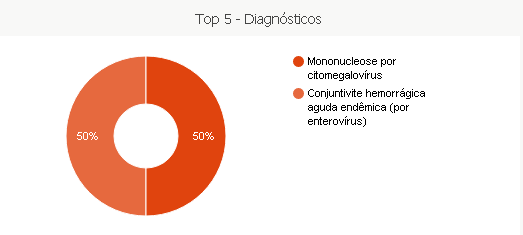 Top 5 - Diagnósticos
Mononucleose por
citomegalovírus
Conjuntivite hemorrágica
aguda endêmica (por
enterovírus)
50%
50%